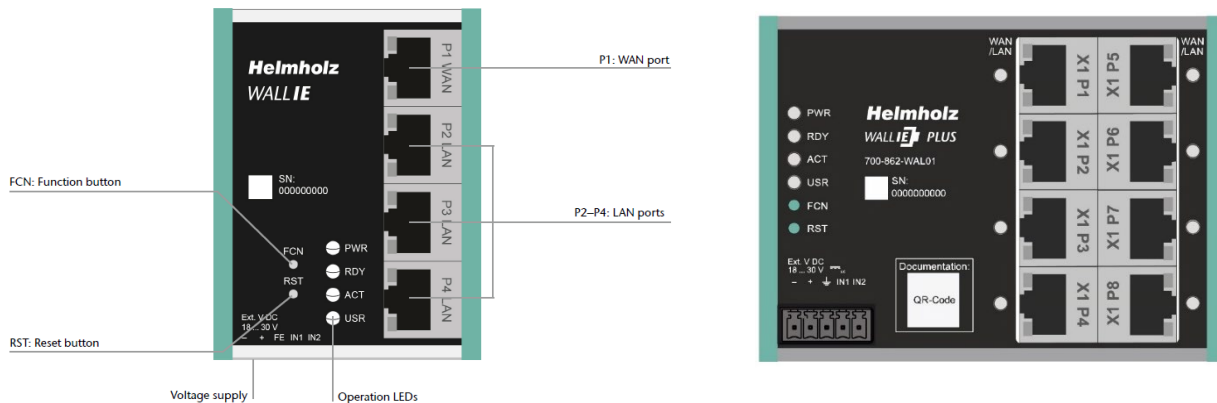 P1 WAN
P2 LAN
P3 LAN
P4 LAN
Helmholz
WALL IE
SN:
000000000
FCN
RST
PWR
RDY
ACT
USR
Ext. V DC
18 ... 30 V
– + FE IN1 IN2
P1: WAN port
FCN: Function button
P2–P4: LAN ports
RST: Reset button
Voltage supply
Operation LEDs
WAN
/LAN
WAN
/LAN
X1 P1
X1 P5
X1 P2
X1 P6
X1 P3
X1 P7
X1 P4
X1 P8
PWR
RDY
ACT
USR
FCN
RST
Helmholz
WALL IE PLUS
700-862-WAL01
SN:
0000000000
Ext. V DC
18 ... 30 V
– + IN1 IN2
Documentation:
QR-Code